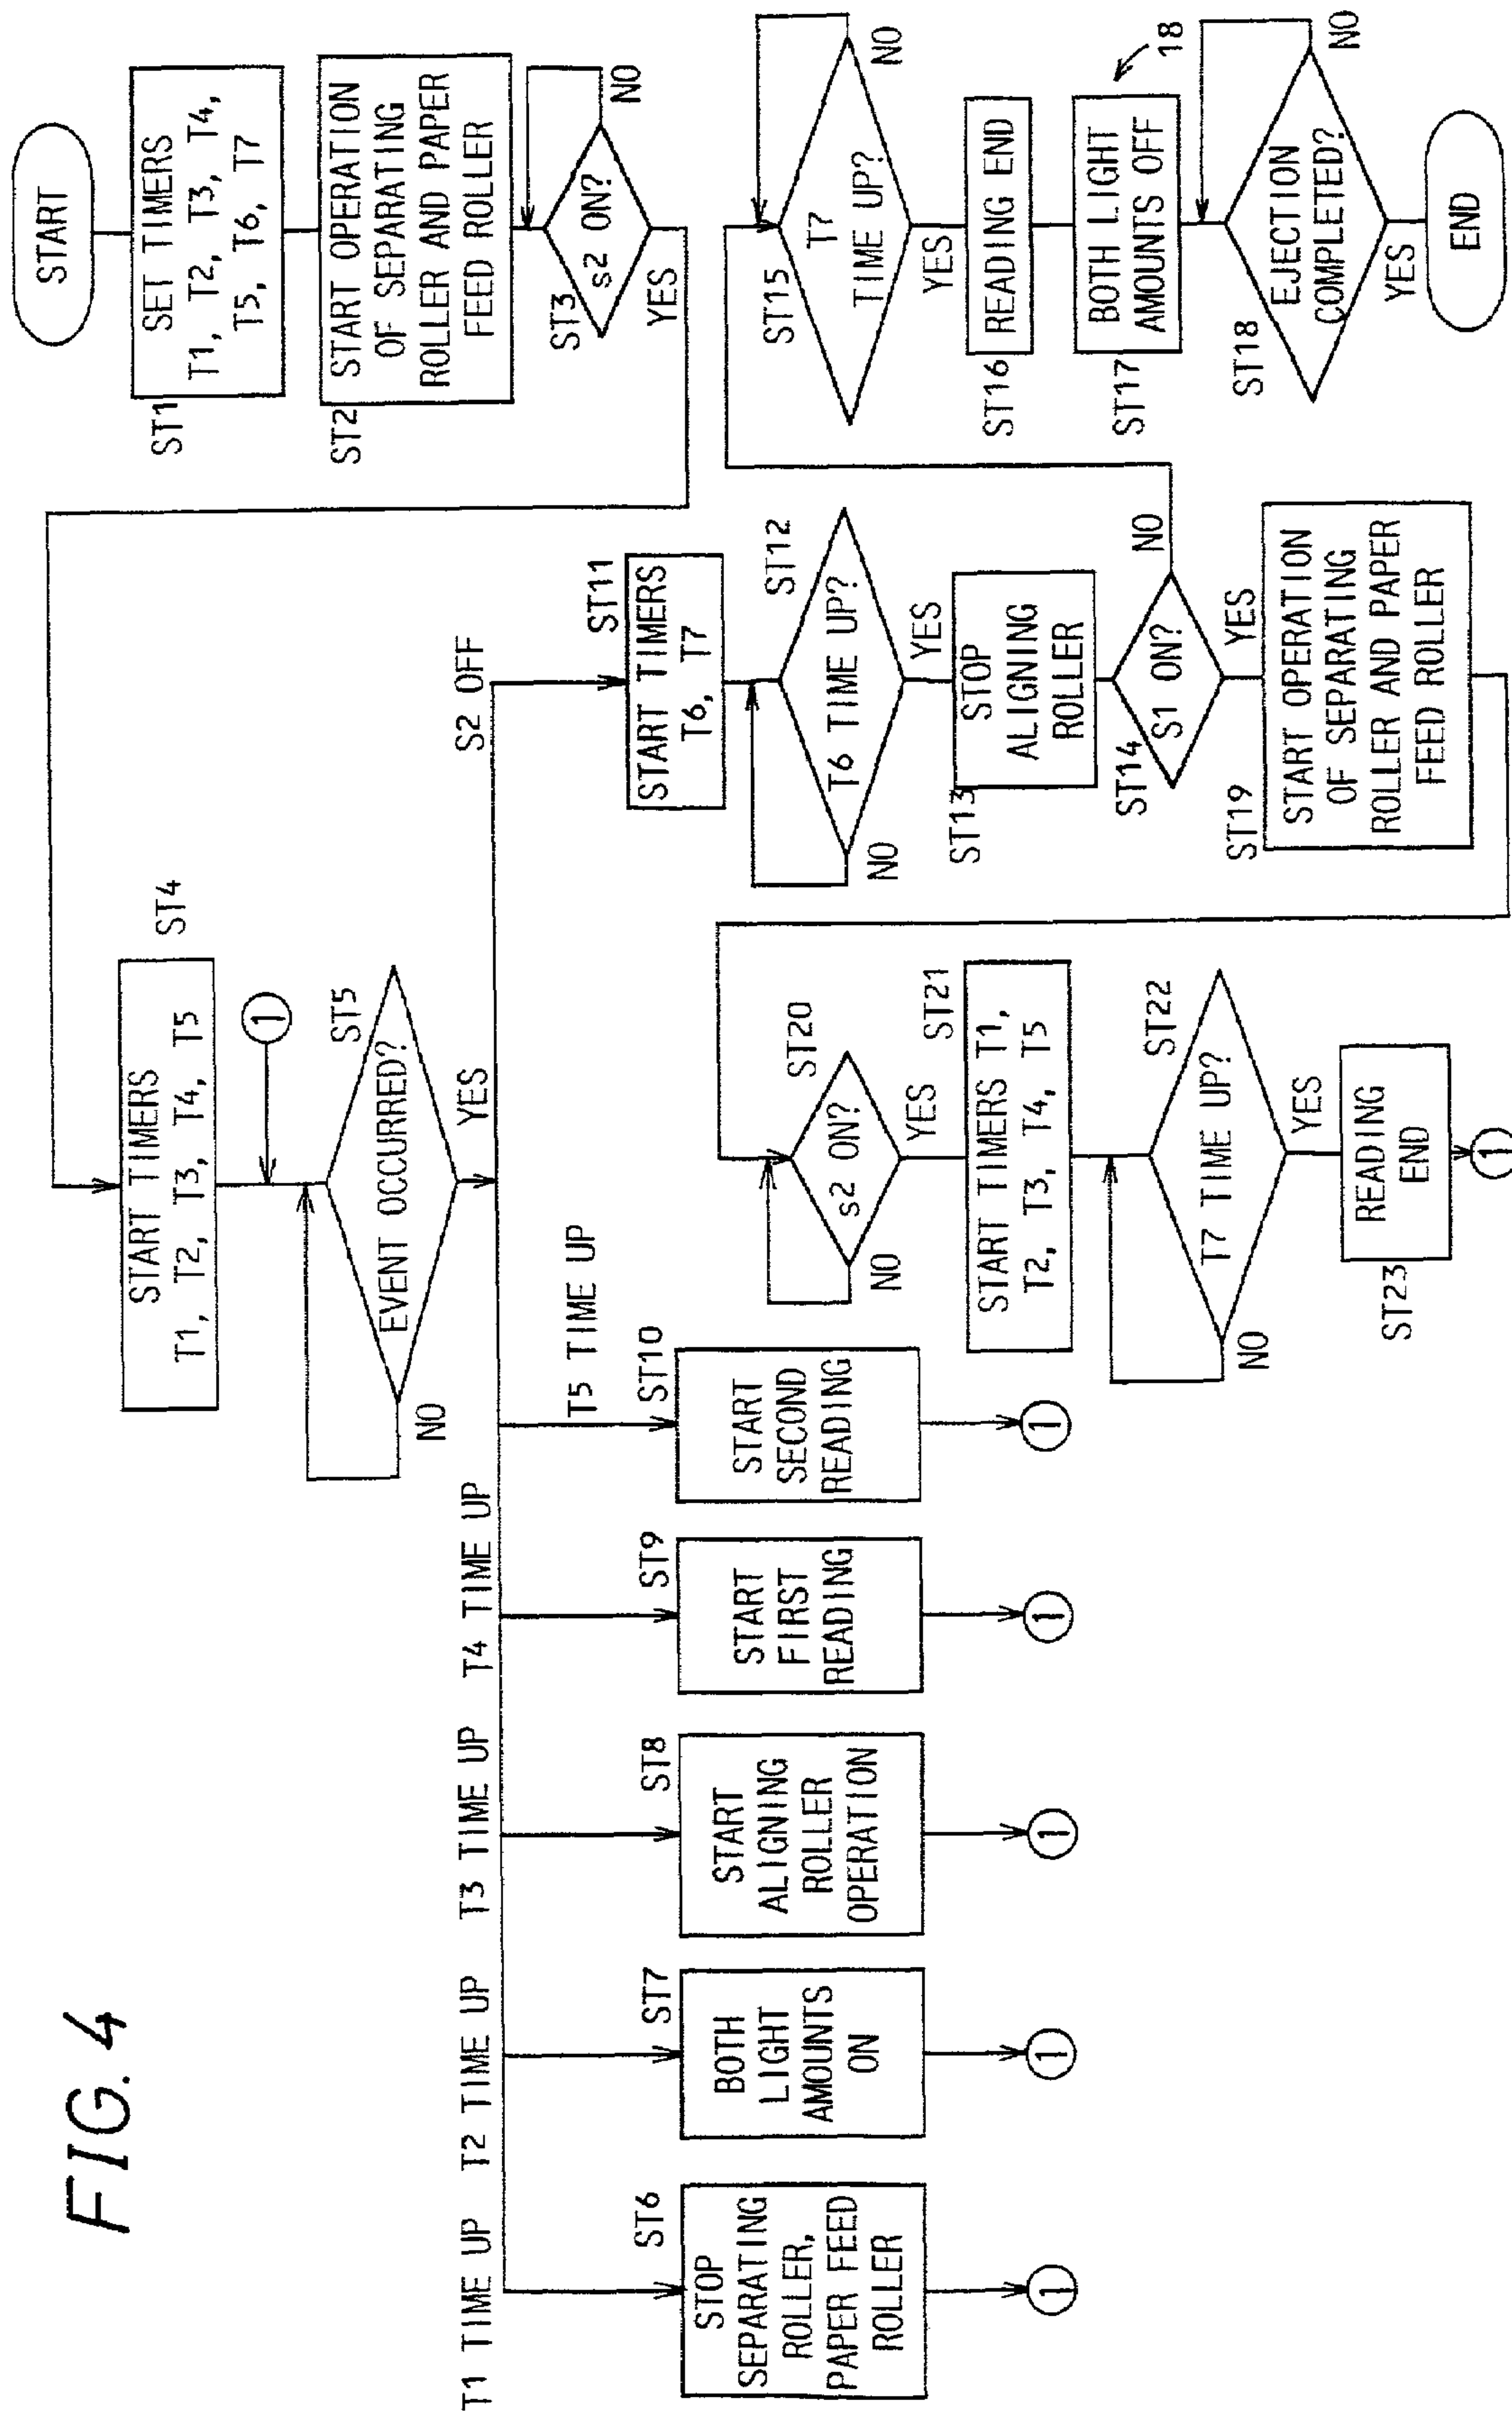 FIG. 4
START
ST1
SET TIMERS
T1, T2, T3, T4,
T5, T6, T7
ST2
START OPERATION
OF SEPARATING
ROLLER AND PAPER
FEED ROLLER
ST3
s2 ON?
NO
YES
START TIMERS
T1, T2, T3, T4, T5
ST4
1
ST5
EVENT OCCURRED?
NO
YES
T1 TIME UP
T2 TIME UP
T3 TIME UP
T4 TIME UP
T5 TIME UP
S2 OFF
ST6
STOP
SEPARATING
ROLLER,
PAPER FEED
ROLLER
1
ST7
BOTH
LIGHT
AMOUNTS
ON
1
ST8
START
ALIGNING
ROLLER
OPERATION
1
ST9
START
FIRST
READING
1
ST10
START
SECOND
READING
1
ST11
START TIMERS
T6, T7
ST12
T6 TIME UP?
NO
YES
ST13
STOP
ALIGNING
ROLLER
ST14
S1 ON?
NO
YES
ST15
T7
TIME UP?
NO
YES
ST16
READING END
ST17
BOTH LIGHT
AMOUNTS OFF
18
ST18
EJECTION
COMPLETED?
NO
YES
END
ST19
START OPERATION
OF SEPARATING
ROLLER AND PAPER
FEED ROLLER
ST20
s2 ON?
NO
YES
ST21
START TIMERS T1,
T2, T3, T4, T5
ST22
T7 TIME UP?
NO
YES
ST23
READING
END
1